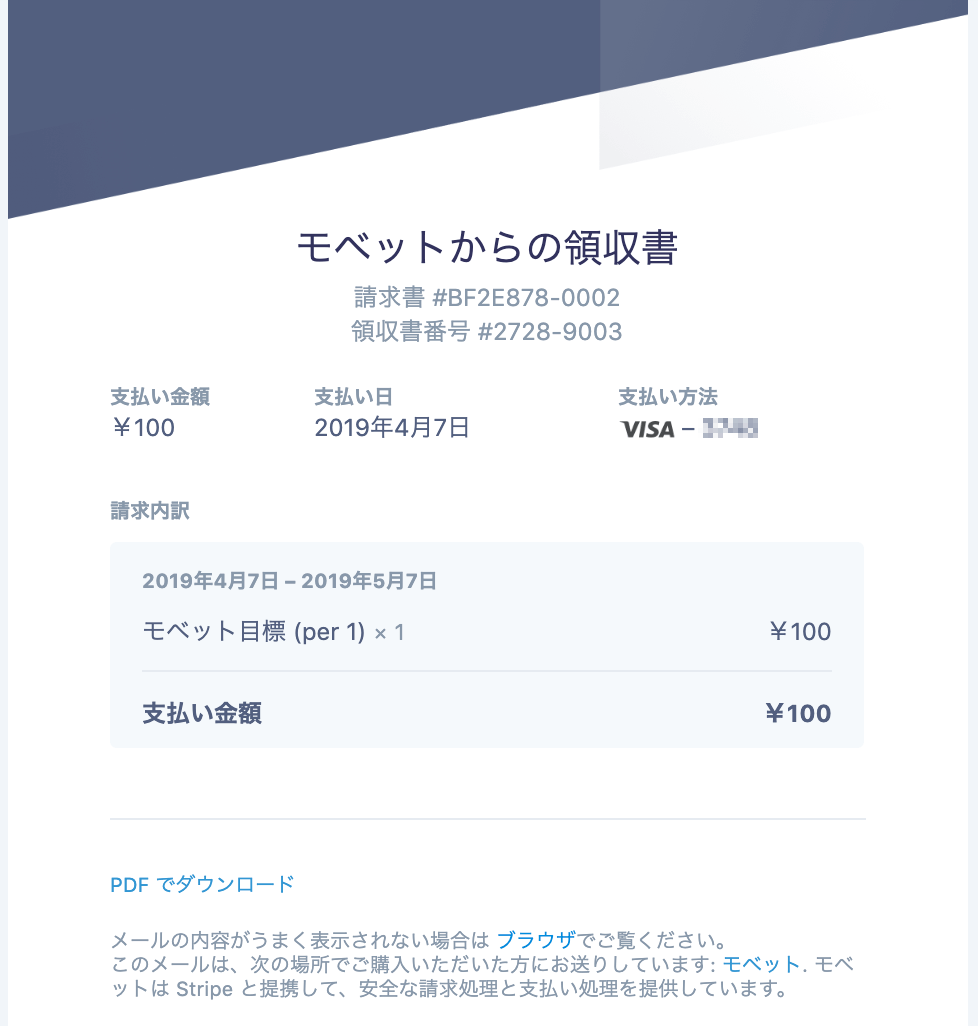 モベットからの領収書
請求書 #BF2E878-0002
領収書番号 #2728-9003
支払い金額 支払い日 支払い方法
¥100 2019年4月7日 VISA –
請求内訳
2019年4月7日 – 2019年5月7日
モベット目標 (per 1) × 1 ¥100
支払い金額 ¥100
PDF でダウンロード
メールの内容がうまく表示されない場合は ブラウザでご覧ください。
このメールは、次の場所でご購入いただいた方にお送りしています: モベット. モベ
ットは Stripe と提携して、安全な請求処理と支払い処理を提供しています。